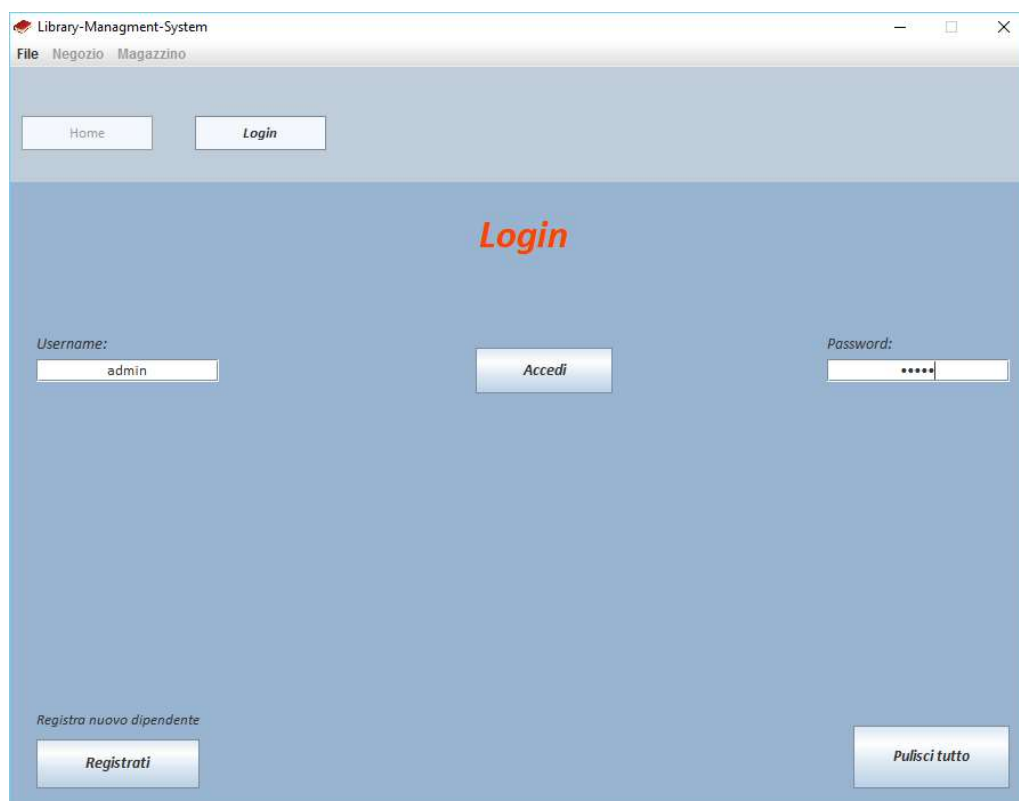 Library-Managment-System
File Negozio Magazzino
Home Login
Login
Username: Password:
admin Accedi •••••
Registra nuovo dipendente
Registrati Pulisci tutto